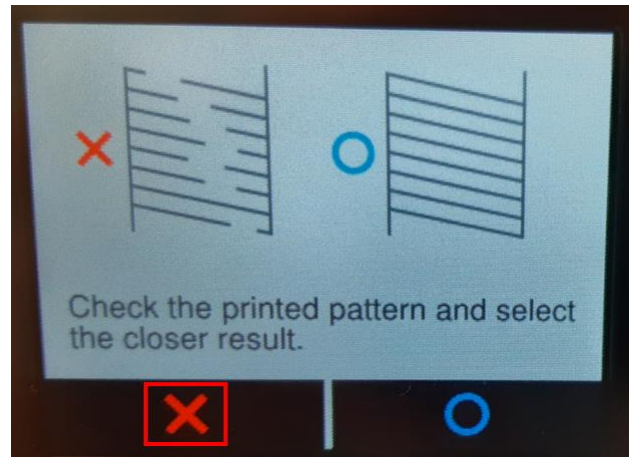 Check the printed pattern and select
the closer result.